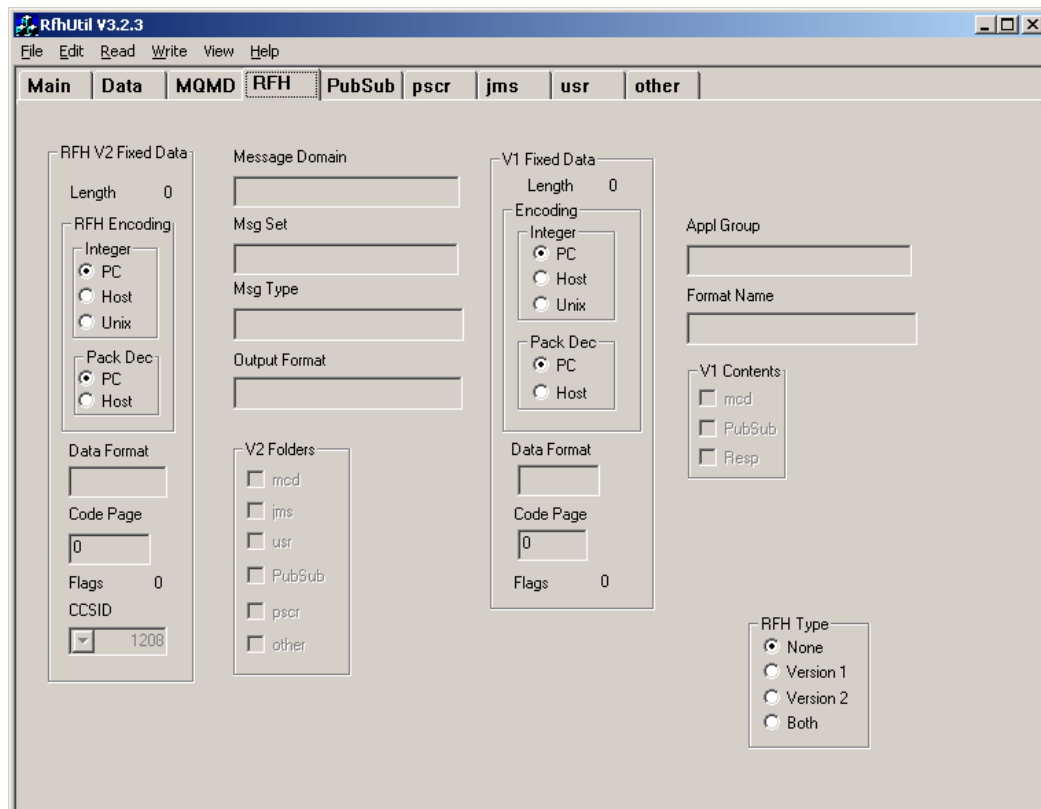 RfhUtil V3.2.3
File Edit Read Write View Help
Main Data MQMD RFH PubSub pscr jms usr other
RFH V2 Fixed Data
Length 0
RFH Encoding
Integer
PC
Host
Unix
Pack Dec
PC
Host
Data Format
Code Page
0
Flags 0
CCSID
1208
Message Domain
Msg Set
Msg Type
Output Format
V2 Folders
mcd
jms
usr
PubSub
pscr
other
V1 Fixed Data
Length 0
Encoding
Integer
PC
Host
Unix
Pack Dec
PC
Host
Data Format
Code Page
0
Flags 0
Appl Group
Format Name
V1 Contents
mcd
PubSub
Resp
RFH Type
None
Version 1
Version 2
Both